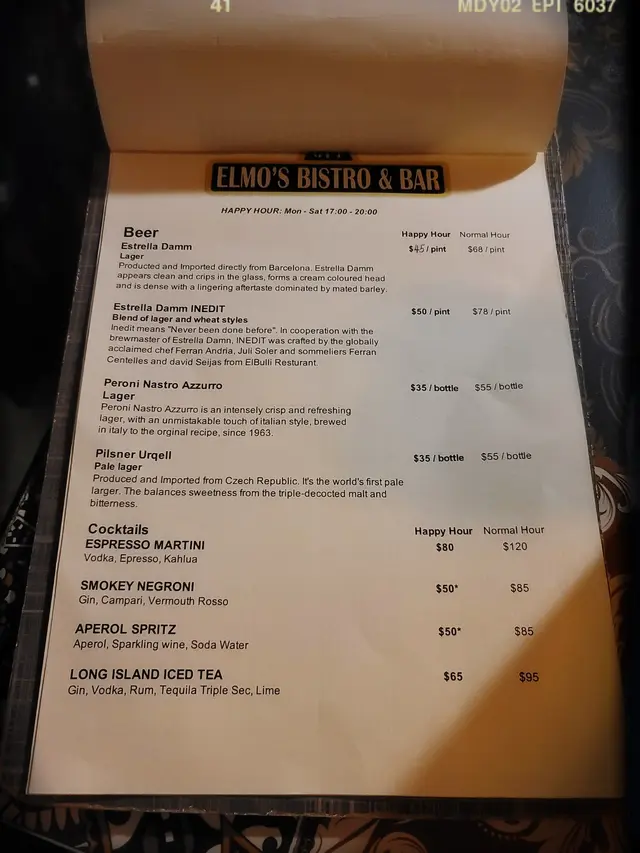 41 MDY02 EPI 6037
ELMO'S BISTRO & BAR
HAPPY HOUR: Mon - Sat 17:00 - 20:00
Beer Happy Hour Normal Hour
Estrella Damm $45 / pint $68 / pint
Lager
Producted and Imported directly from Barcelona. Estrella Damm
appears clean and crips in the glass, forms a cream coloured head
and is dense with a lingering aftertaste dominated by mated barley.
Estrella Damm INEDIT $50 / pint $78 / pint
Blend of lager and wheat styles
Inedit means "Never been done before". In cooperation with the
brewmaster of Estrella Damn, INEDIT was crafted by the globally
acclaimed chef Ferran Andria, Juli Soler and sommeliers Ferran
Centelles and david Seijas from ElBulli Resturant.
Peroni Nastro Azzurro $35 / bottle $55 / bottle
Lager
Peroni Nastro Azzurro is an intensely crisp and refreshing
lager, with an unmistakable touch of italian style, brewed
in italy to the orginal recipe, since 1963.
Pilsner Urqell $35 / bottle $55 / bottle
Pale lager
Produced and Imported from Czech Republic. It's the world's first pale
larger. The balances sweetness from the triple-decocted malt and
bitterness.
Cocktails Happy Hour Normal Hour
ESPRESSO MARTINI $80 $120
Vodka, Epresso, Kahlua
SMOKEY NEGRONI $50* $85
Gin, Campari, Vermouth Rosso
APEROL SPRITZ $50* $85
Aperol, Sparkling wine, Soda Water
LONG ISLAND ICED TEA $65 $95
Gin, Vodka, Rum, Tequila Triple Sec, Lime